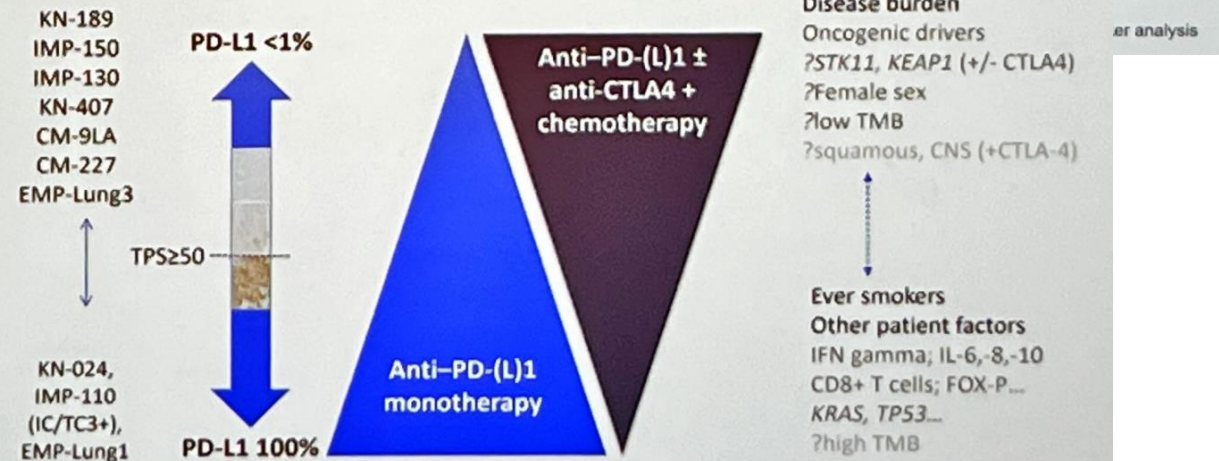 KN-189
IMP-150
IMP-130
KN-407
CM-9LA
CM-227
EMP-Lung3
KN-024,
IMP-110
(IC/TC3+),
EMP-Lung1
PD-L1 <1%
TPS≥50
PD-L1 100%
Anti–PD-(L)1 ±
anti-CTLA4 +
chemotherapy
Anti–PD-(L)1
monotherapy
Disease burden
Oncogenic drivers
?STK11, KEAP1 (+/- CTLA4)
?Female sex
?low TMB
?squamous, CNS (+CTLA-4)
Ever smokers
Other patient factors
IFN gamma; IL-6,-8,-10
CD8+ T cells; FOX-P...
KRAS, TP53...
?high TMB
er analysis